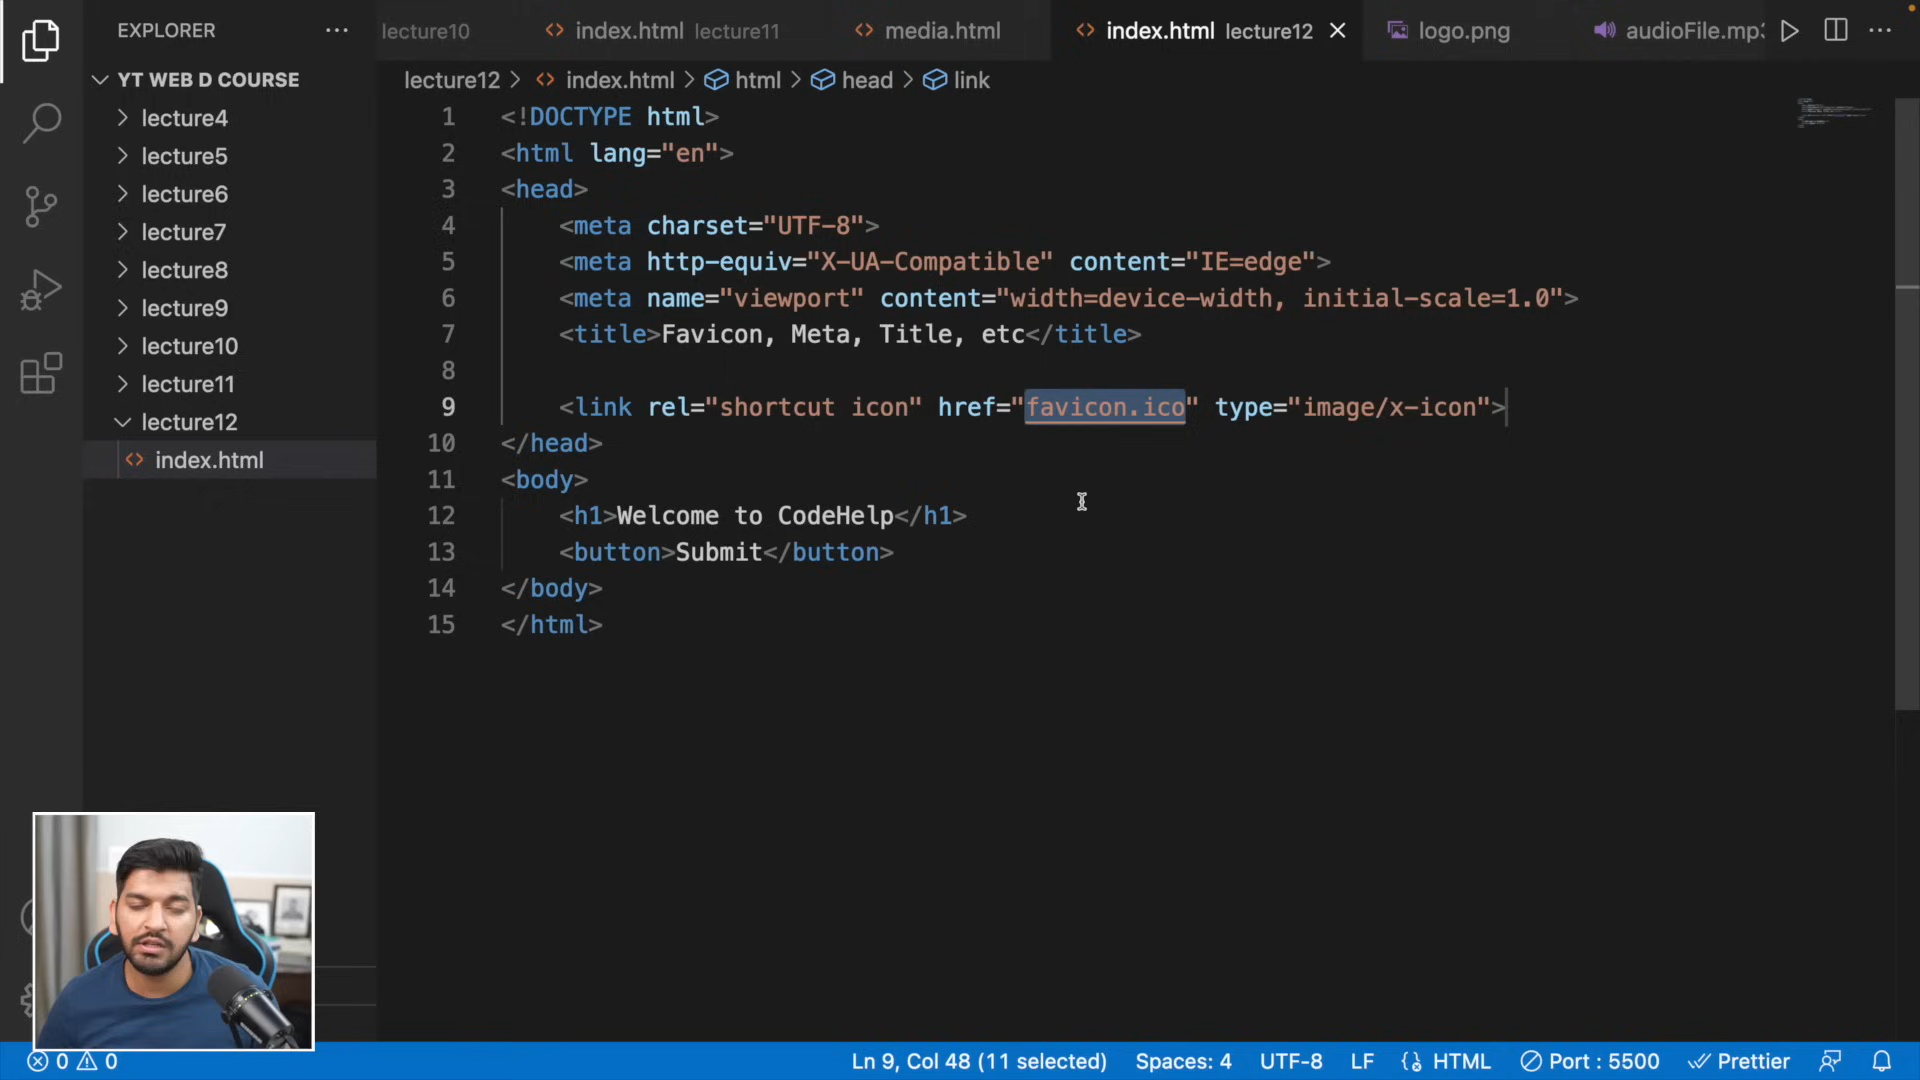 EXPLORER
YT WEB D COURSE
lecture4
lecture5
lecture6
lecture7
lecture8
lecture9
lecture10
lecture11
lecture12
index.html
lecture10
index.html lecture11
media.html
index.html lecture12
logo.png
audioFile.mp3
lecture12 > index.html > html > head > link
1 <!DOCTYPE html>
2 <html lang="en">
3 <head>
4 <meta charset="UTF-8">
5 <meta http-equiv="X-UA-Compatible" content="IE=edge">
6 <meta name="viewport" content="width=device-width, initial-scale=1.0">
7 <title>Favicon, Meta, Title, etc</title>
8
9 <link rel="shortcut icon" href="favicon.ico" type="image/x-icon">
10 </head>
11 <body>
12 <h1>Welcome to CodeHelp</h1>
13 <button>Submit</button>
14 </body>
15 </html>
0 0
Ln 9, Col 48 (11 selected)
Spaces: 4
UTF-8
LF
HTML
Port : 5500
Prettier